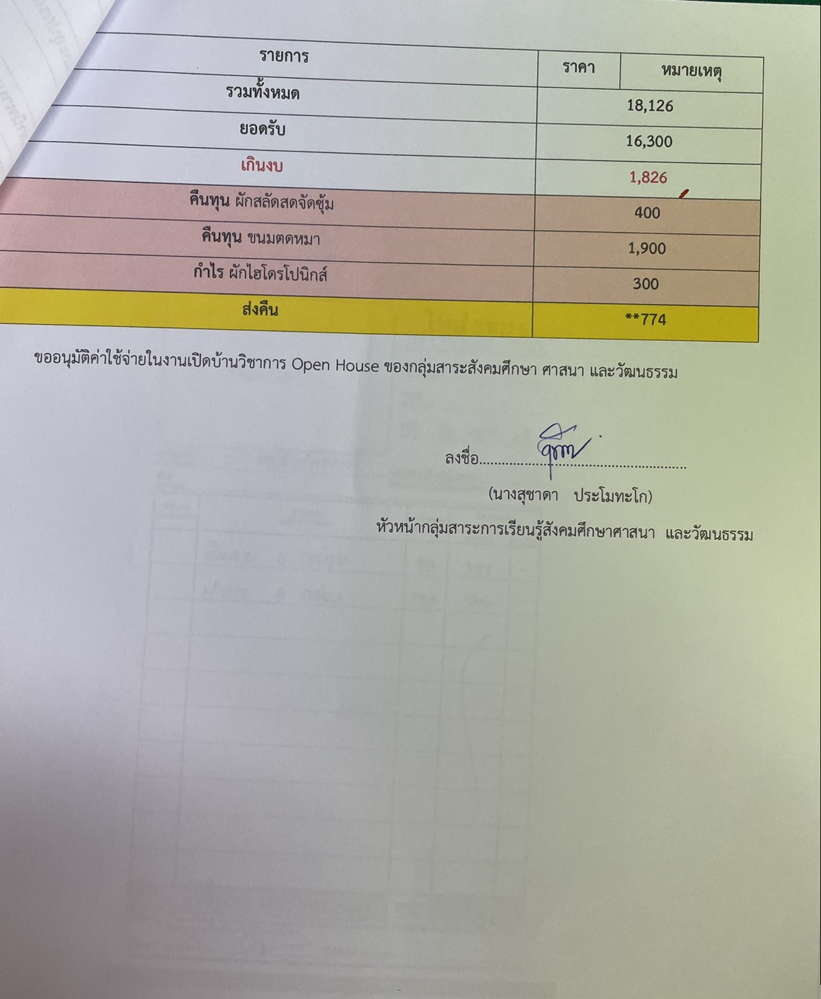 รายการ ราคา หมายเหตุ
รวมทั้งหมด 18,126
ยอดรับ 16,300
เกินงบ 1,826
คืนทุน ผักสลัดสดจัดซุ้ม 400
คืนทุน ขนมตดหมา 1,900
กำไร ผักไฮโดรโปนิกส์ 300
ส่งคืน **774
ขออนุมัติค่าใช้จ่ายในงานเปิดบ้านวิชาการ Open House ของกลุ่มสาระสังคมศึกษา ศาสนา และวัฒนธรรม
ลงชื่อ
(นางสุชาดา ประโมทะโก)
หัวหน้ากลุ่มสาระการเรียนรู้สังคมศึกษาศาสนา และวัฒนธรรม